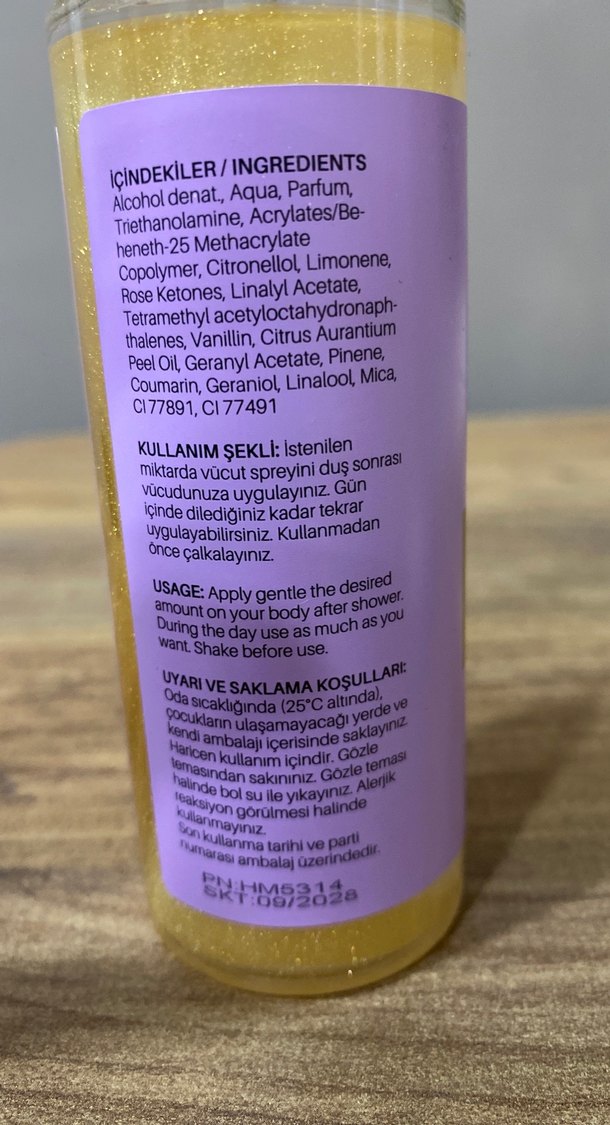 İÇİNDEKİLER / INGREDIENTS
Alcohol denat., Aqua, Parfum,
Triethanolamine, Acrylates/Be-
heneth-25 Methacrylate
Copolymer, Citronellol, Limonene,
Rose Ketones, Linalyl Acetate,
Tetramethyl acetyloctahydronaph-
thalenes, Vanillin, Citrus Aurantium
Peel Oil, Geranyl Acetate, Pinene,
Coumarin, Geraniol, Linalool, Mica,
CI 77891, CI 77491
KULLANIM ŞEKLİ: İstenilen
miktarda vücut spreyini duş sonrası
vücudunuza uygulayınız. Gün
içinde dilediğiniz kadar tekrar
uygulayabilirsiniz. Kullanmadan
önce çalkalayınız.
USAGE: Apply gentle the desired
amount on your body after shower.
During the day use as much as you
want. Shake before use.
UYARI VE SAKLAMA KOŞULLARI:
Oda sıcaklığında (25°C altında),
çocukların ulaşamayacağı yerde ve
kendi ambalajı içerisinde saklayınız.
Haricen kullanım içindir. Gözle
temasından sakınınız. Gözle teması
halinde bol su ile yıkayınız. Alerjik
reaksiyon görülmesi halinde
kullanmayınız.
Son kullanma tarihi ve parti
numarası ambalaj üzerindedir.
PN:HM5314
SKT:09/2028